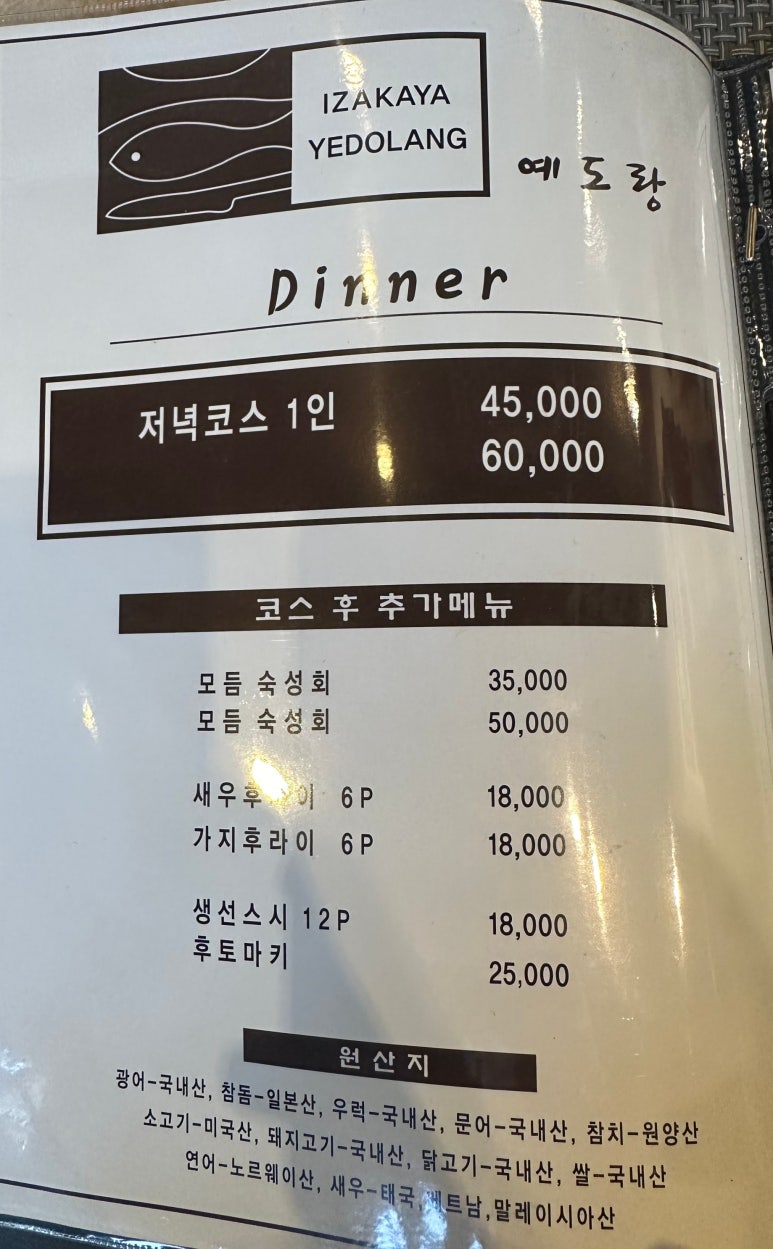 IZAKAYA
YEDOLANG
예도랑
Dinner
저녁코스 1인 45,000
60,000
코스 후 추가메뉴
모듬 숙성회 35,000
모듬 숙성회 50,000
새우후라이 6P 18,000
가지후라이 6P 18,000
생선스시 12P 18,000
후토마키 25,000
원산지
광어-국내산, 참돔-일본산, 우럭-국내산, 문어-국내산, 참치-원양산
소고기-미국산, 돼지고기-국내산, 닭고기-국내산, 쌀-국내산
연어-노르웨이산, 새우-태국,베트남,말레이시아산